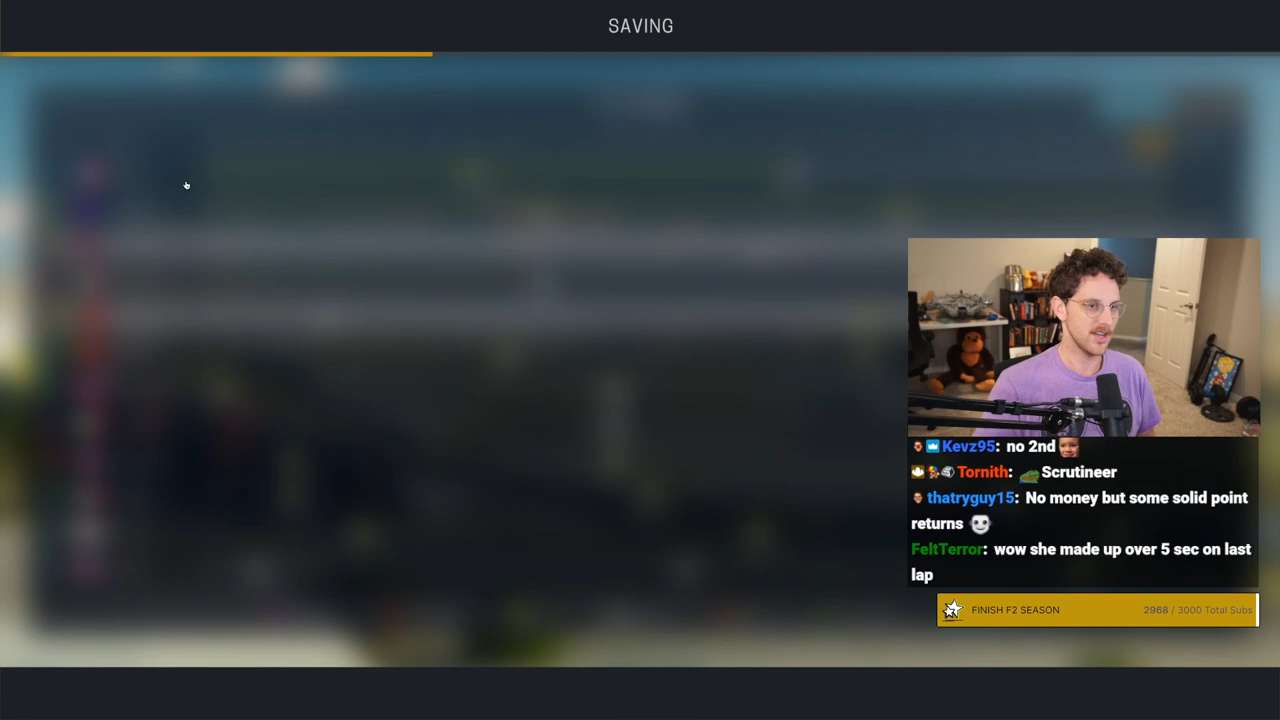 SAVING
Kevz95: no 2nd
Tornith: Scrutineer
thatryguy15: No money but some solid point
returns
FeltTerror: wow she made up over 5 sec on last
lap
FINISH F2 SEASON 2968 / 3000 Total Subs